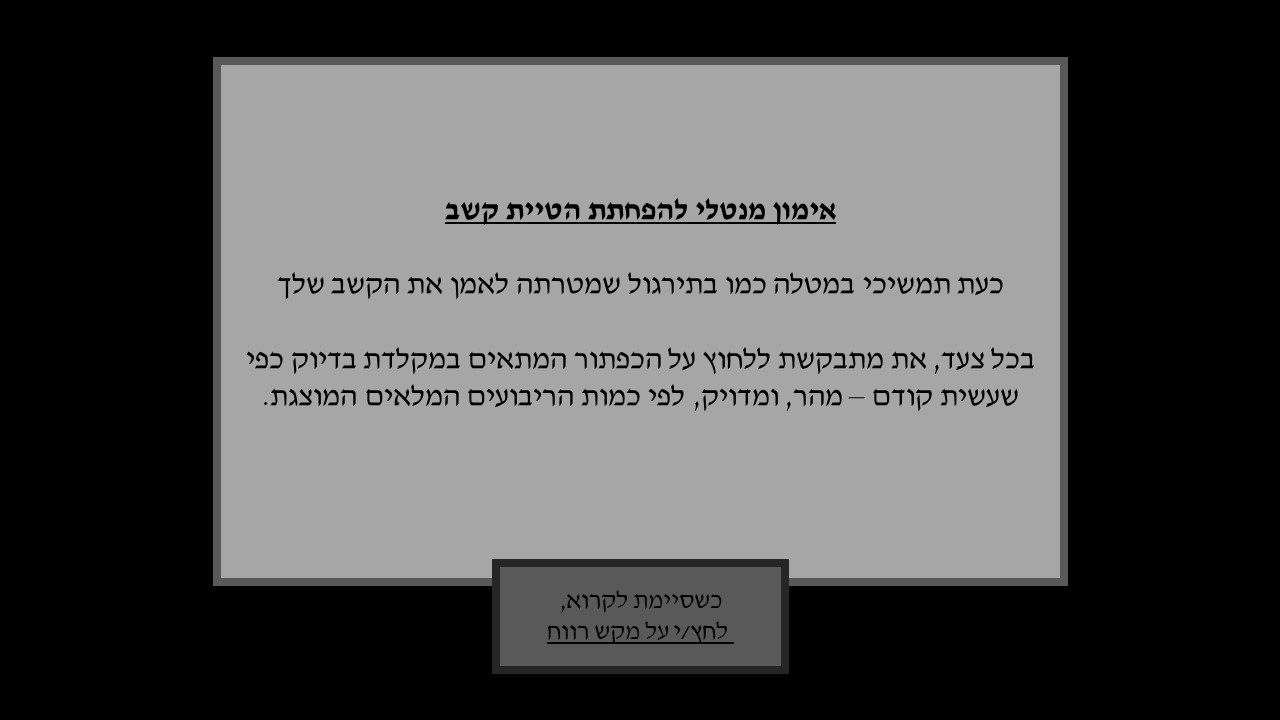 אימון מנטלי להפחתת הטיית קשב
כעת תמשיכי במטלה כמו בתירגול שמטרתה לאמן את הקשב שלך
בכל צעד, את מתבקשת ללחוץ על הכפתור המתאים במקלדת בדיוק כפי
שעשית קודם – מהר, ומדויק, לפי כמות הריבועים המלאים המוצגת.
כשסיימת לקרוא,
לחץ/י על מקש רווח